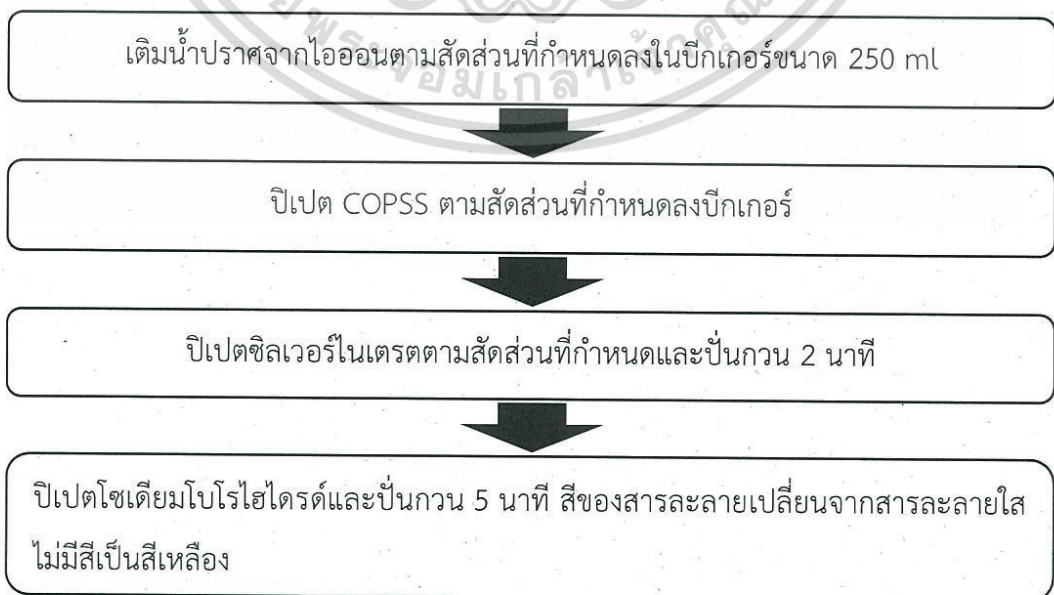 เติมน้ำปราศจากไอออนตามสัดส่วนที่กำหนดลงในบีกเกอร์ขนาด 250 ml
ปิเปต COPSS ตามสัดส่วนที่กำหนดลงบีกเกอร์
ปิเปตซิลเวอร์ไนเตรตตามสัดส่วนที่กำหนดและปั่นกวน 2 นาที
ปิเปตโซเดียมโบโรไฮไดรด์และปั่นกวน 5 นาที สีของสารละลายเปลี่ยนจากสารละลายใส
ไม่มีสีเป็นสีเหลือง